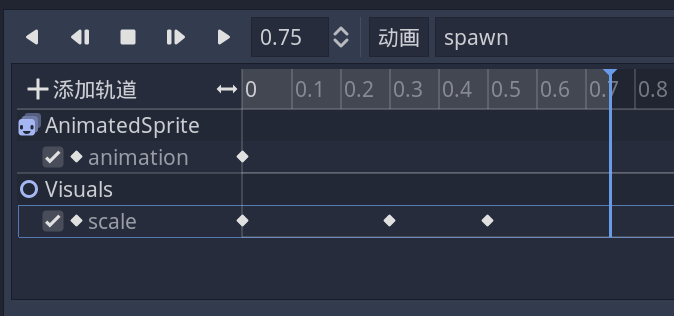 0.75 动画 spawn
添加轨道 0 0.1 0.2 0.3 0.4 0.5 0.6 0.7 0.8
AnimatedSprite
animation
Visuals
scale